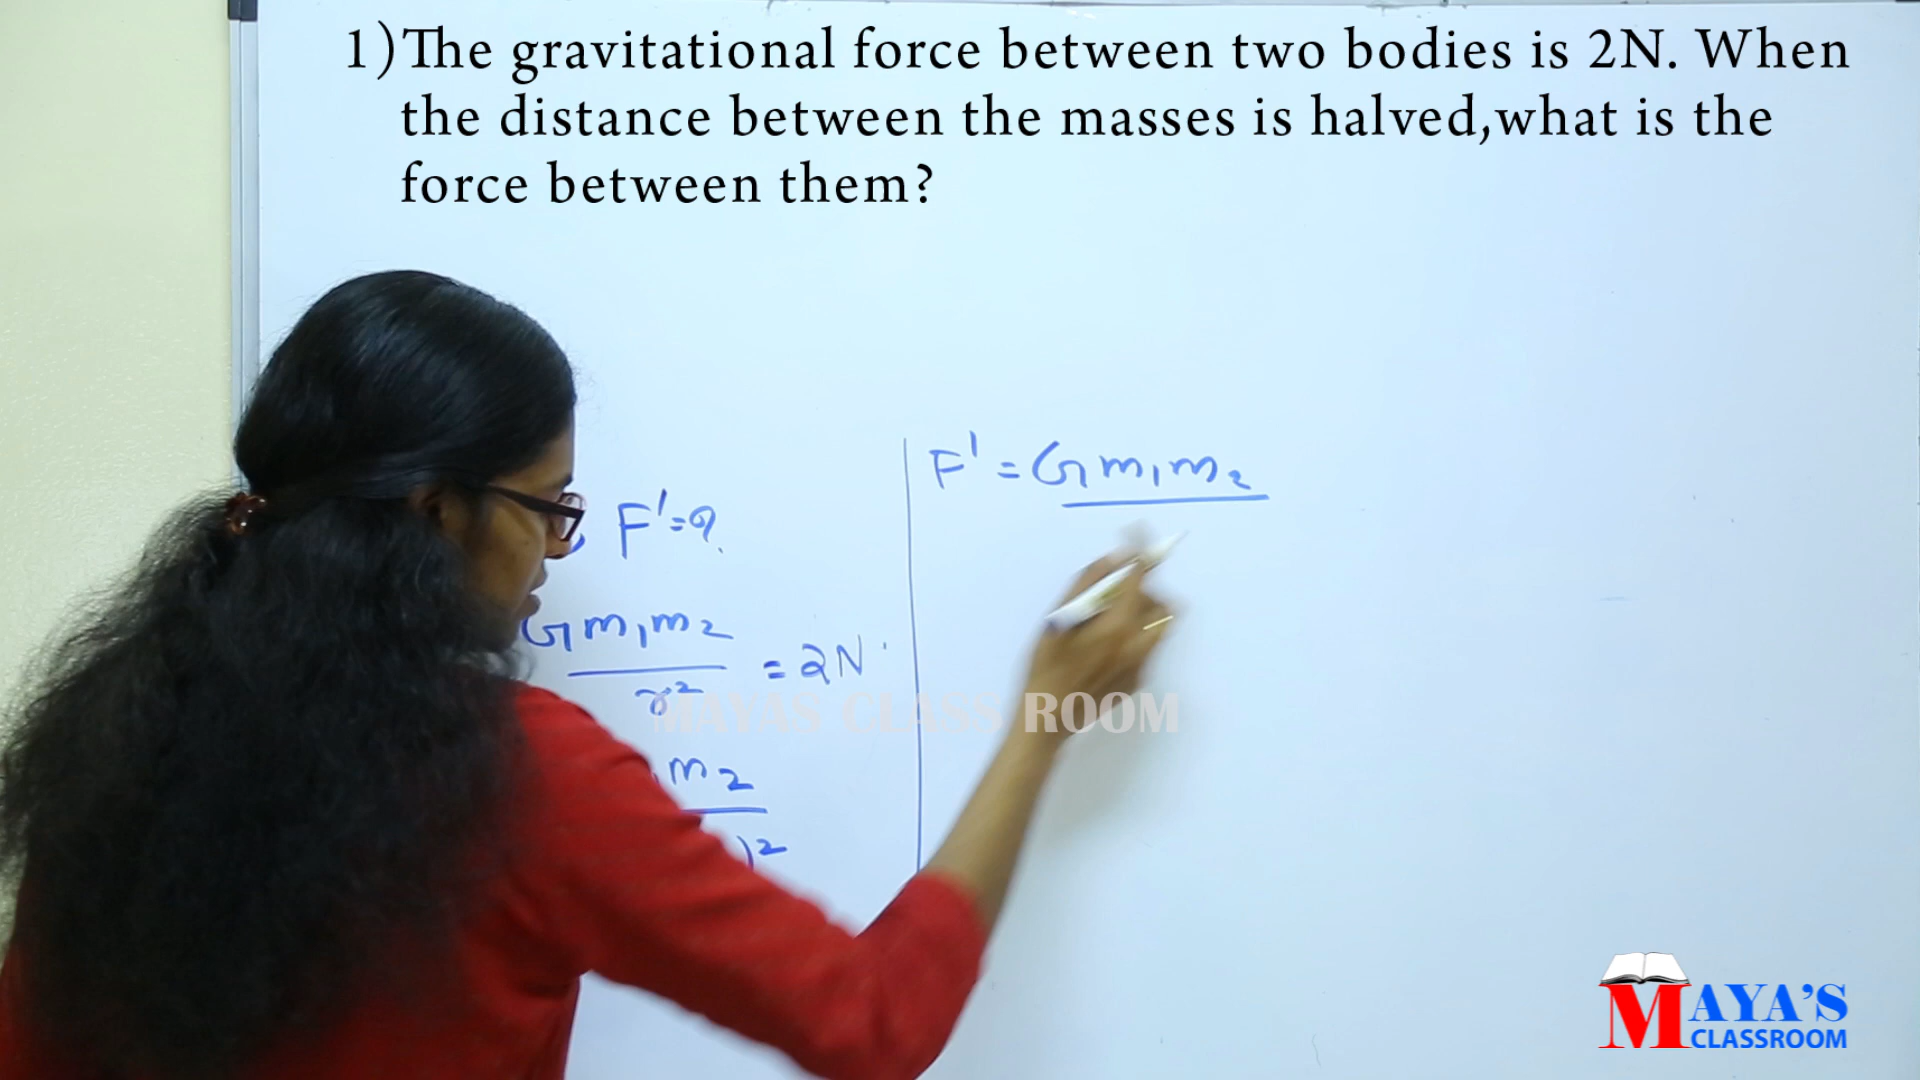 1)The gravitational force between two bodies is 2N. When
the distance between the masses is halved,what is the
force between them?
F' = Gm₁m₂
F' = ?
Gm₁m₂
r² = 2N
m₂
)²
MAYAS CLASS ROOM
MAYA'S
CLASSROOM